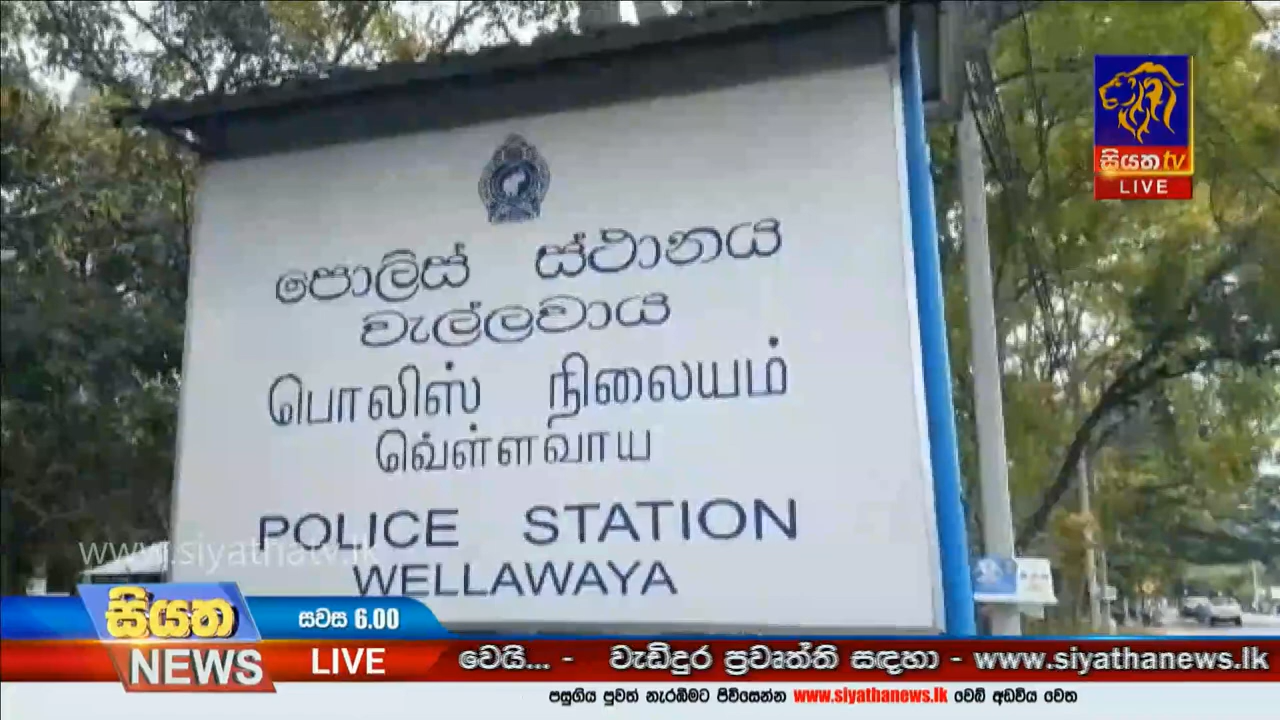 සියත tv
LIVE
පොලිස් ස්ථානය
වැල්ලවාය
பொலிஸ் நிலையம்
வெள்ளவாய
POLICE STATION
WELLAWAYA
www.siyathatv.lk
සියත
NEWS
සවස 6.00
LIVE
වෙයි... - වැඩිදුර ප්‍රවෘත්ති සඳහා - www.siyathanews.lk
පසුගිය පුවත් නැරඹීමට පිවිසෙන්න www.siyathanews.lk වෙබ් අඩවිය වෙත